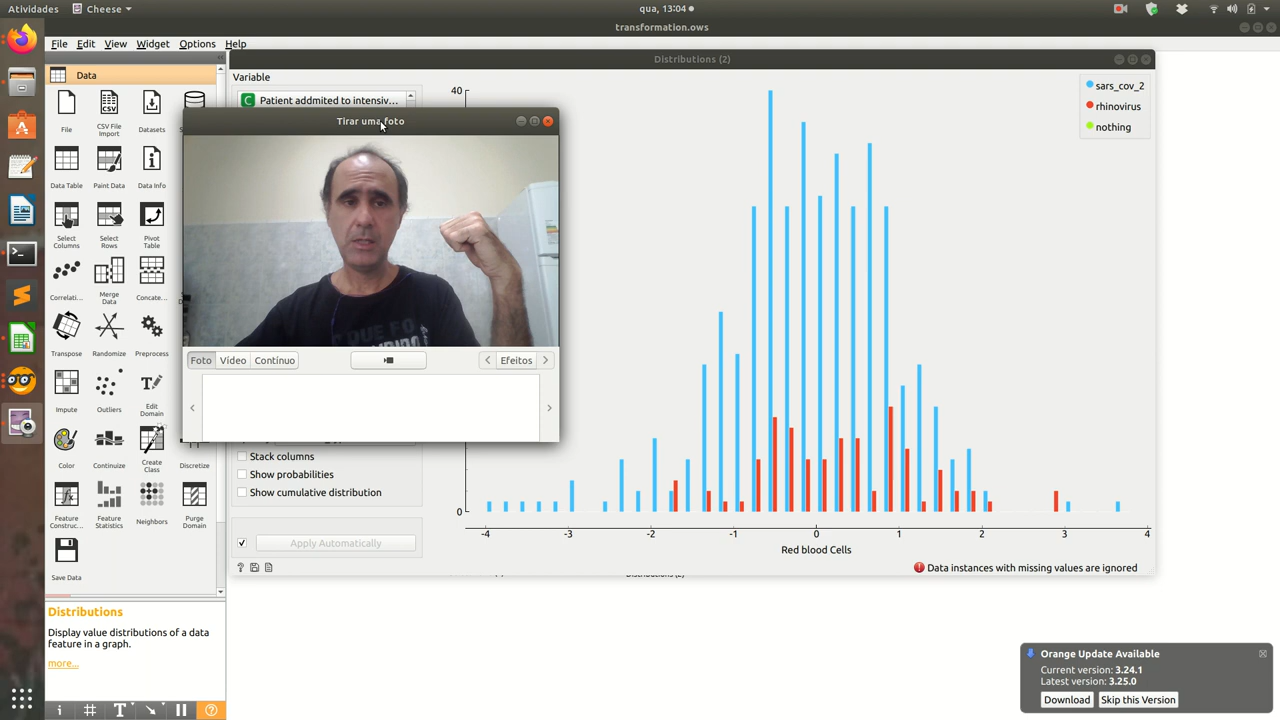 Atividades
Cheese
qua, 13:04
transformation.ows
File Edit View Widget Options Help
Data
File
CSV File Import
Datasets
Data Table
Paint Data
Data Info
Select Columns
Select Rows
Pivot Table
Correlati...
Merge Data
Concate...
Transpose
Randomize
Preprocess
Impute
Outliers
Edit Domain
Color
Continuize
Create Class
Discretize
Feature Construc...
Feature Statistics
Neighbors
Purge Domain
Save Data
Distributions
Display value distributions of a data
feature in a graph.
more...
Distributions (2)
Variable
Patient addmited to intensiv...
Tirar uma foto
Foto
Vídeo
Contínuo
Efeitos
Stack columns
Show probabilities
Show cumulative distribution
Apply Automatically
40
0
-4 -3 -2 -1 0 1 2 3 4
Red blood Cells
sars_cov_2
rhinovirus
nothing
Data instances with missing values are ignored
Orange Update Available
Current version: 3.24.1
Latest version: 3.25.0
Download
Skip this Version